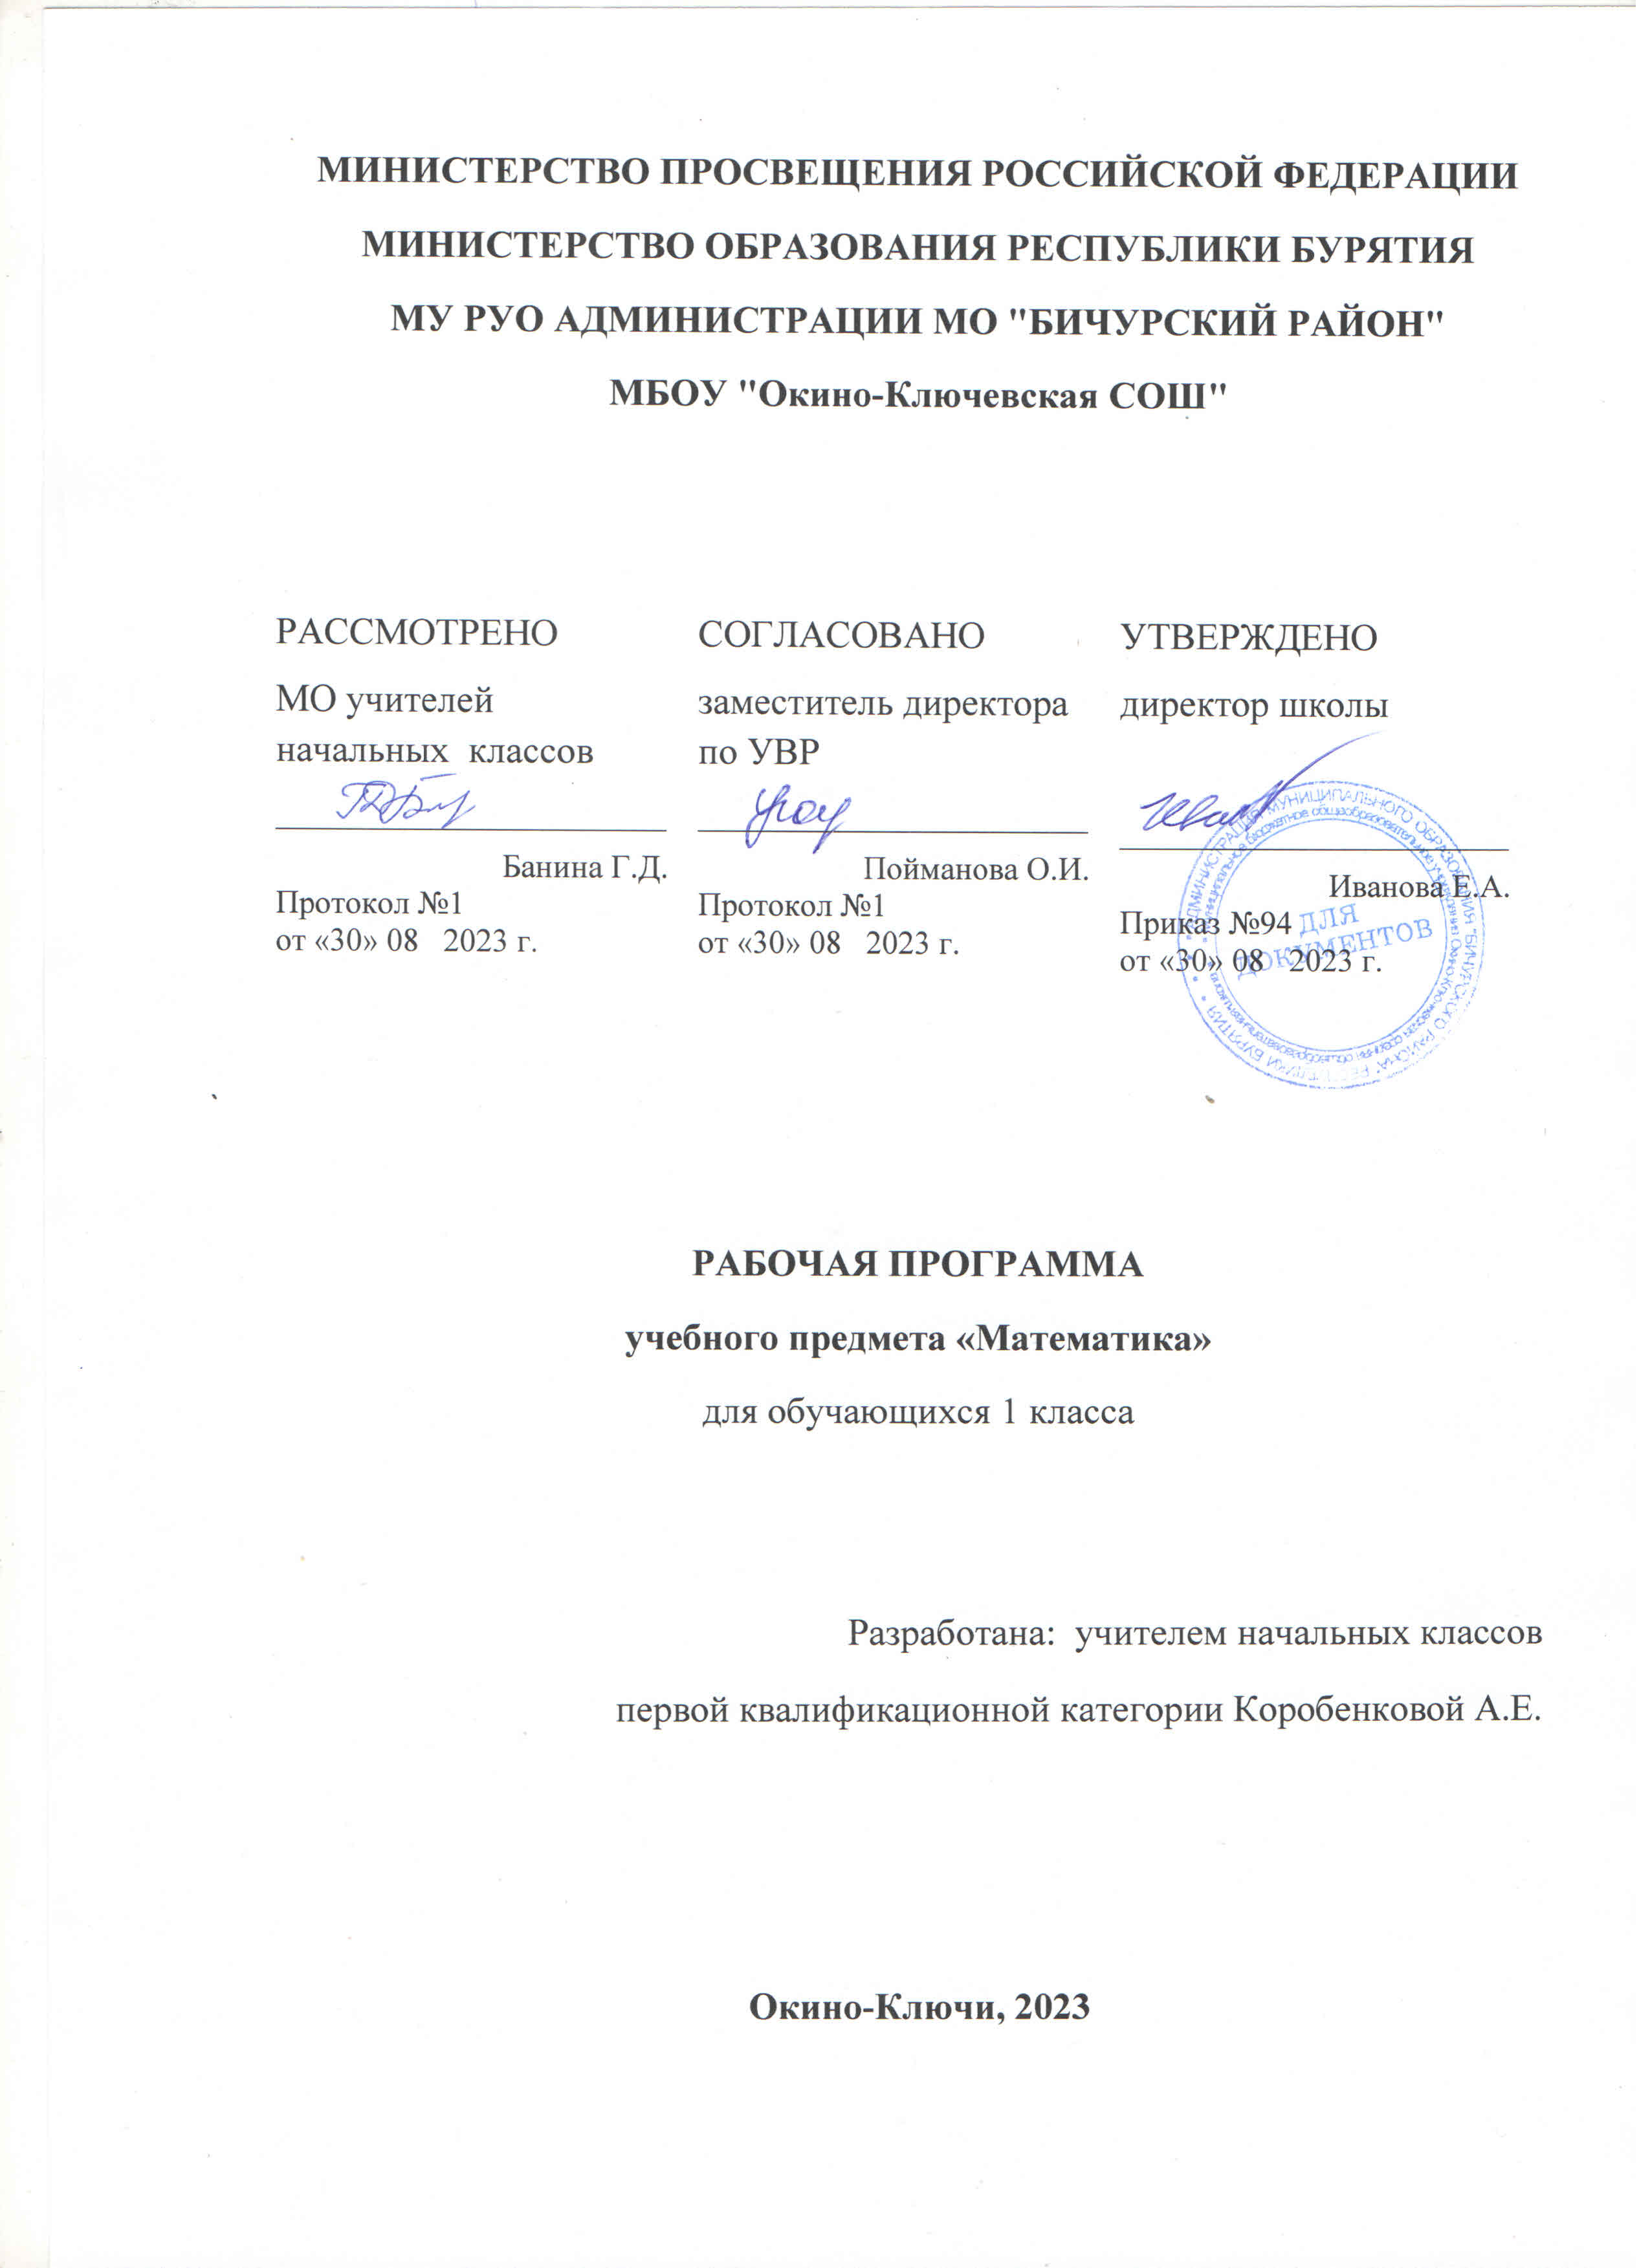 МИНИСТЕРСТВО ПРОСВЕЩЕНИЯ РОССИЙСКОЙ ФЕДЕРАЦИИ
МИНИСТЕРСТВО ОБРАЗОВАНИЯ РЕСПУБЛИКИ БУРЯТИЯ
МУ РУО АДМИНИСТРАЦИИ МО "БИЧУРСКИЙ РАЙОН"
МБОУ "Окино-Ключевская СОШ"
РАССМОТРЕНО
МО учителей
начальных классов
Банина Г.Д.
Протокол №1
от «30» 08 2023 г.
СОГЛАСОВАНО
заместитель директора
по УВР
Пойманова О.И.
Протокол №1
от «30» 08 2023 г.
УТВЕРЖДЕНО
директор школы
Иванова Е.А.
Приказ №94
от «30» 08 2023 г.
ДЛЯ
ДОКУМЕНТОВ
РАБОЧАЯ ПРОГРАММА
учебного предмета «Математика»
для обучающихся 1 класса
Разработана: учителем начальных классов
первой квалификационной категории Коробенковой А.Е.
Окино-Ключи, 2023